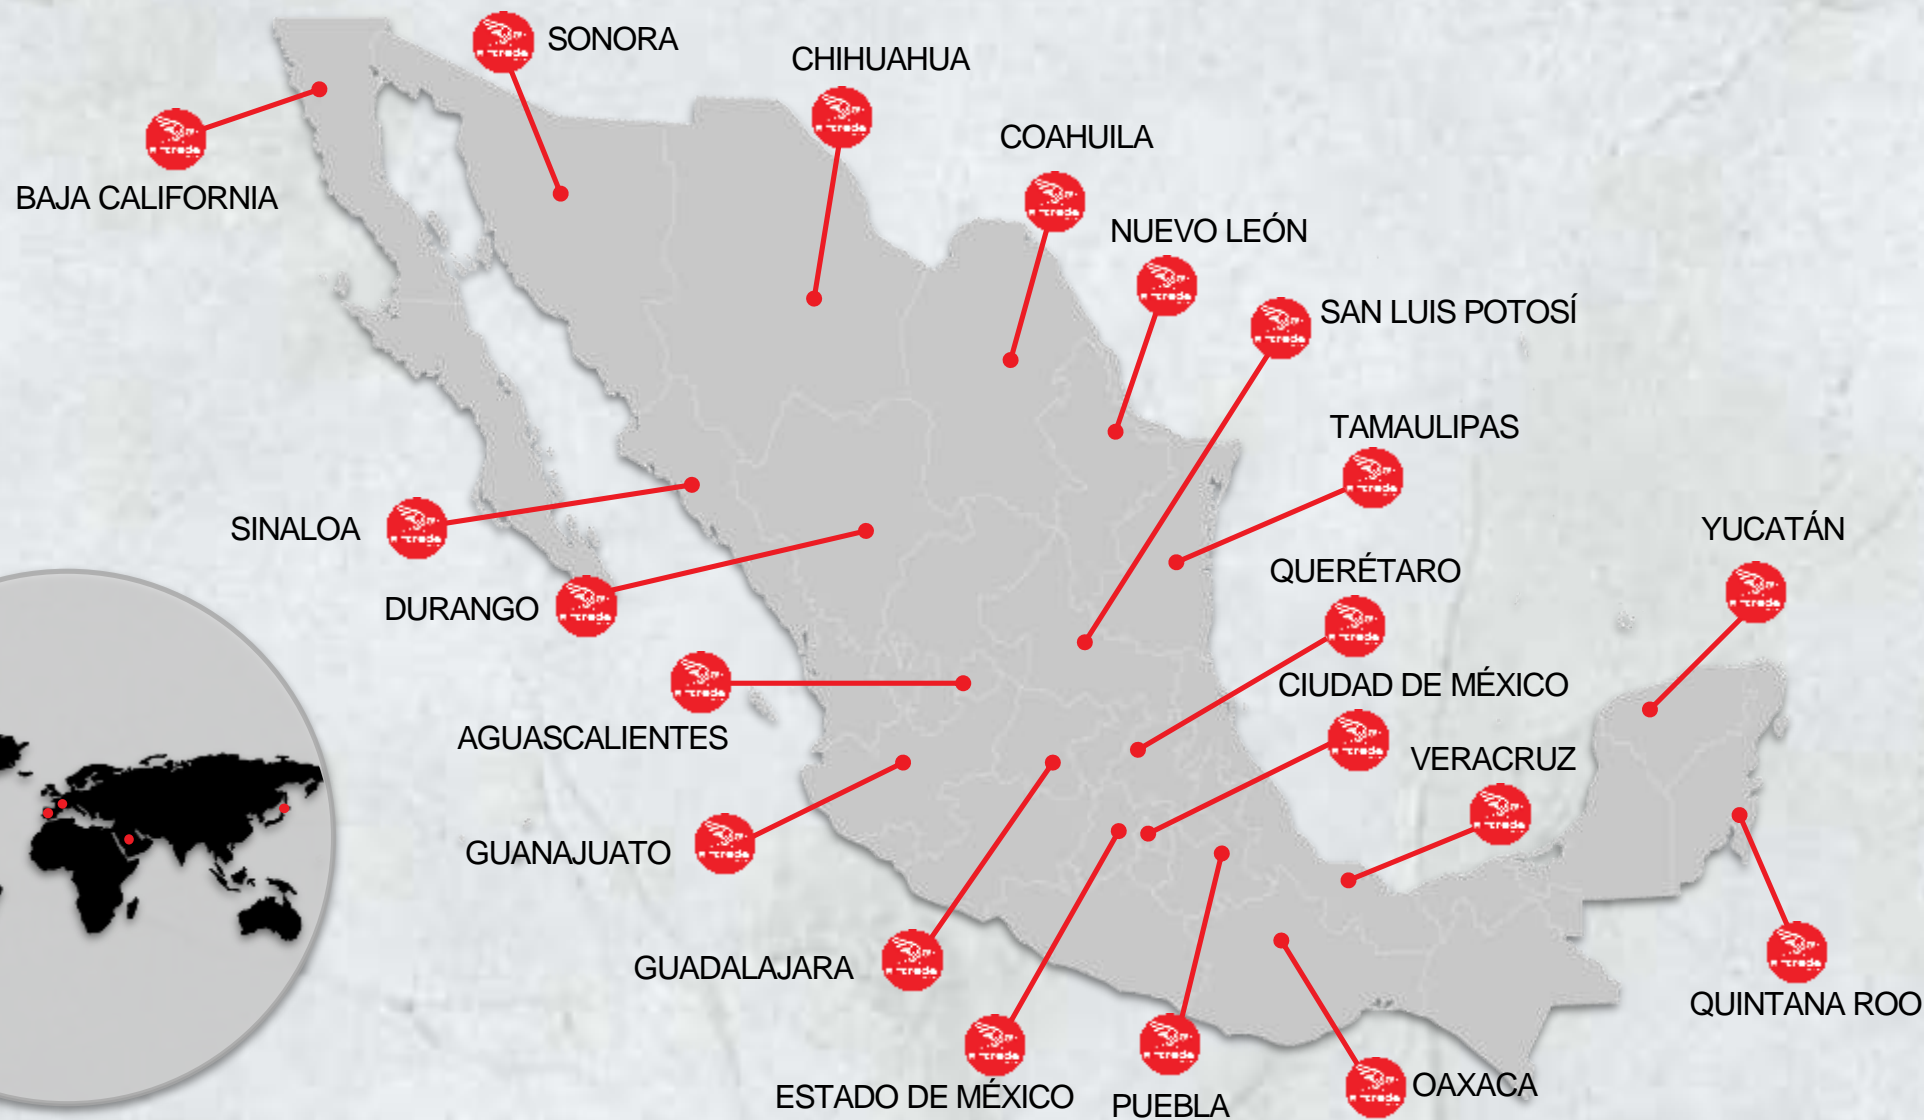 SONORA
CHIHUAHUA
COAHUILA
BAJA CALIFORNIA
NUEVO LEÓN
SAN LUIS POTOSÍ
TAMAULIPAS
SINALOA
YUCATÁN
QUERÉTARO
DURANGO
CIUDAD DE MÉXICO
AGUASCALIENTES
VERACRUZ
GUANAJUATO
GUADALAJARA
QUINTANA ROO
ESTADO DE MÉXICO
PUEBLA
OAXACA